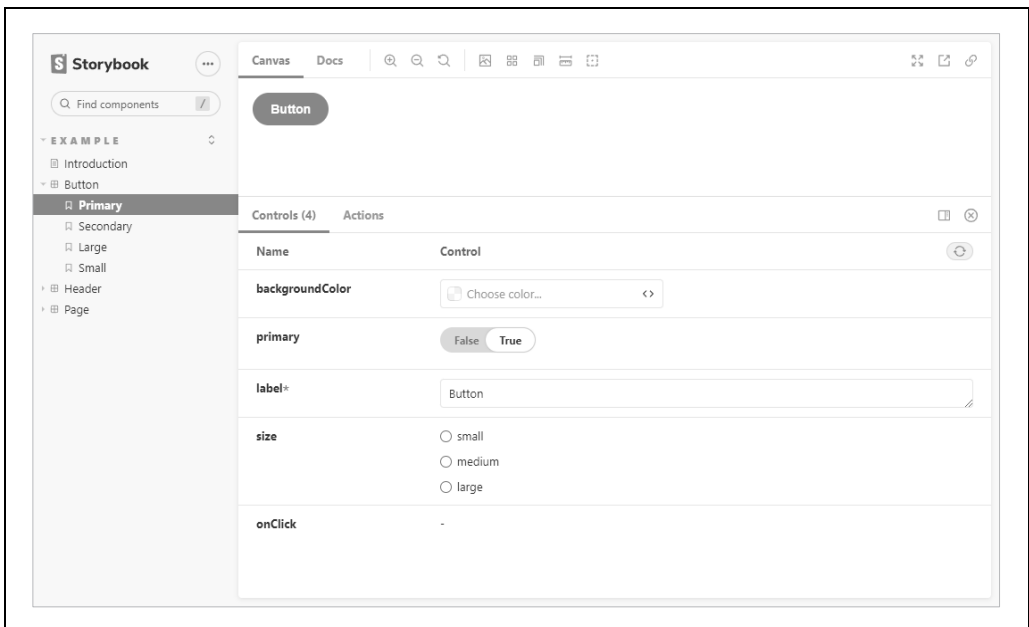 Storybook
Find components /
EXAMPLE
Introduction
Button
Primary
Secondary
Large
Small
Header
Page
Canvas Docs
Button
Controls (4) Actions
Name Control
backgroundColor Choose color...
primary False True
label* Button
size small
medium
large
onClick -